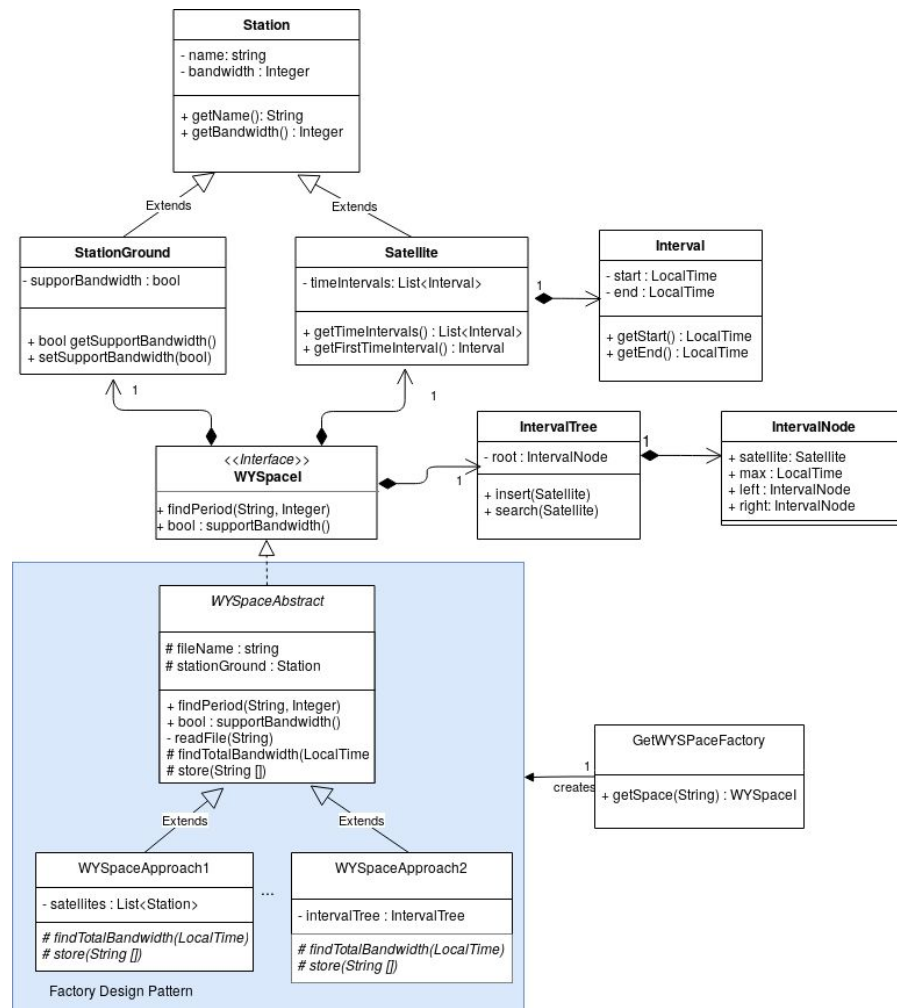 Station
- name: string
- bandwidth : Integer
+ getName(): String
+ getBandwidth() : Integer
Extends
Extends
StationGround
- supporBandwidth : bool
+ bool getSupportBandwidth()
+ setSupportBandwidth(bool)
Satellite
- timeIntervals: List<Interval>
+ getTimeIntervals() : List<Interval>
+ getFirstTimeInterval() : Interval
1
Interval
- start : LocalTime
- end : LocalTime
+ getStart() : LocalTime
+ getEnd() : LocalTime
1
1
<<Interface>>
WYSpaceI
+ findPeriod(String, Integer)
+ bool : supportBandwidth()
1
IntervalTree
- root : IntervalNode
+ insert(Satellite)
+ search(Satellite)
1
IntervalNode
+ satellite: Satellite
+ max : LocalTime
+ left : IntervalNode
+ right: IntervalNode
WYSpaceAbstract
# fileName : string
# stationGround : Station
+ findPeriod(String, Integer)
+ bool : supportBandwidth()
- readFile(String)
# findTotalBandwidth(LocalTime
# store(String [])
1
creates
GetWYSPaceFactory
+ getSpace(String) : WYSpaceI
Extends
Extends
WYSpaceApproach1
- satellites : List<Station>
# findTotalBandwidth(LocalTime)
# store(String [])
...
WYSpaceApproach2
- intervalTree : IntervalTree
# findTotalBandwidth(LocalTime)
# store(String [])
Factory Design Pattern